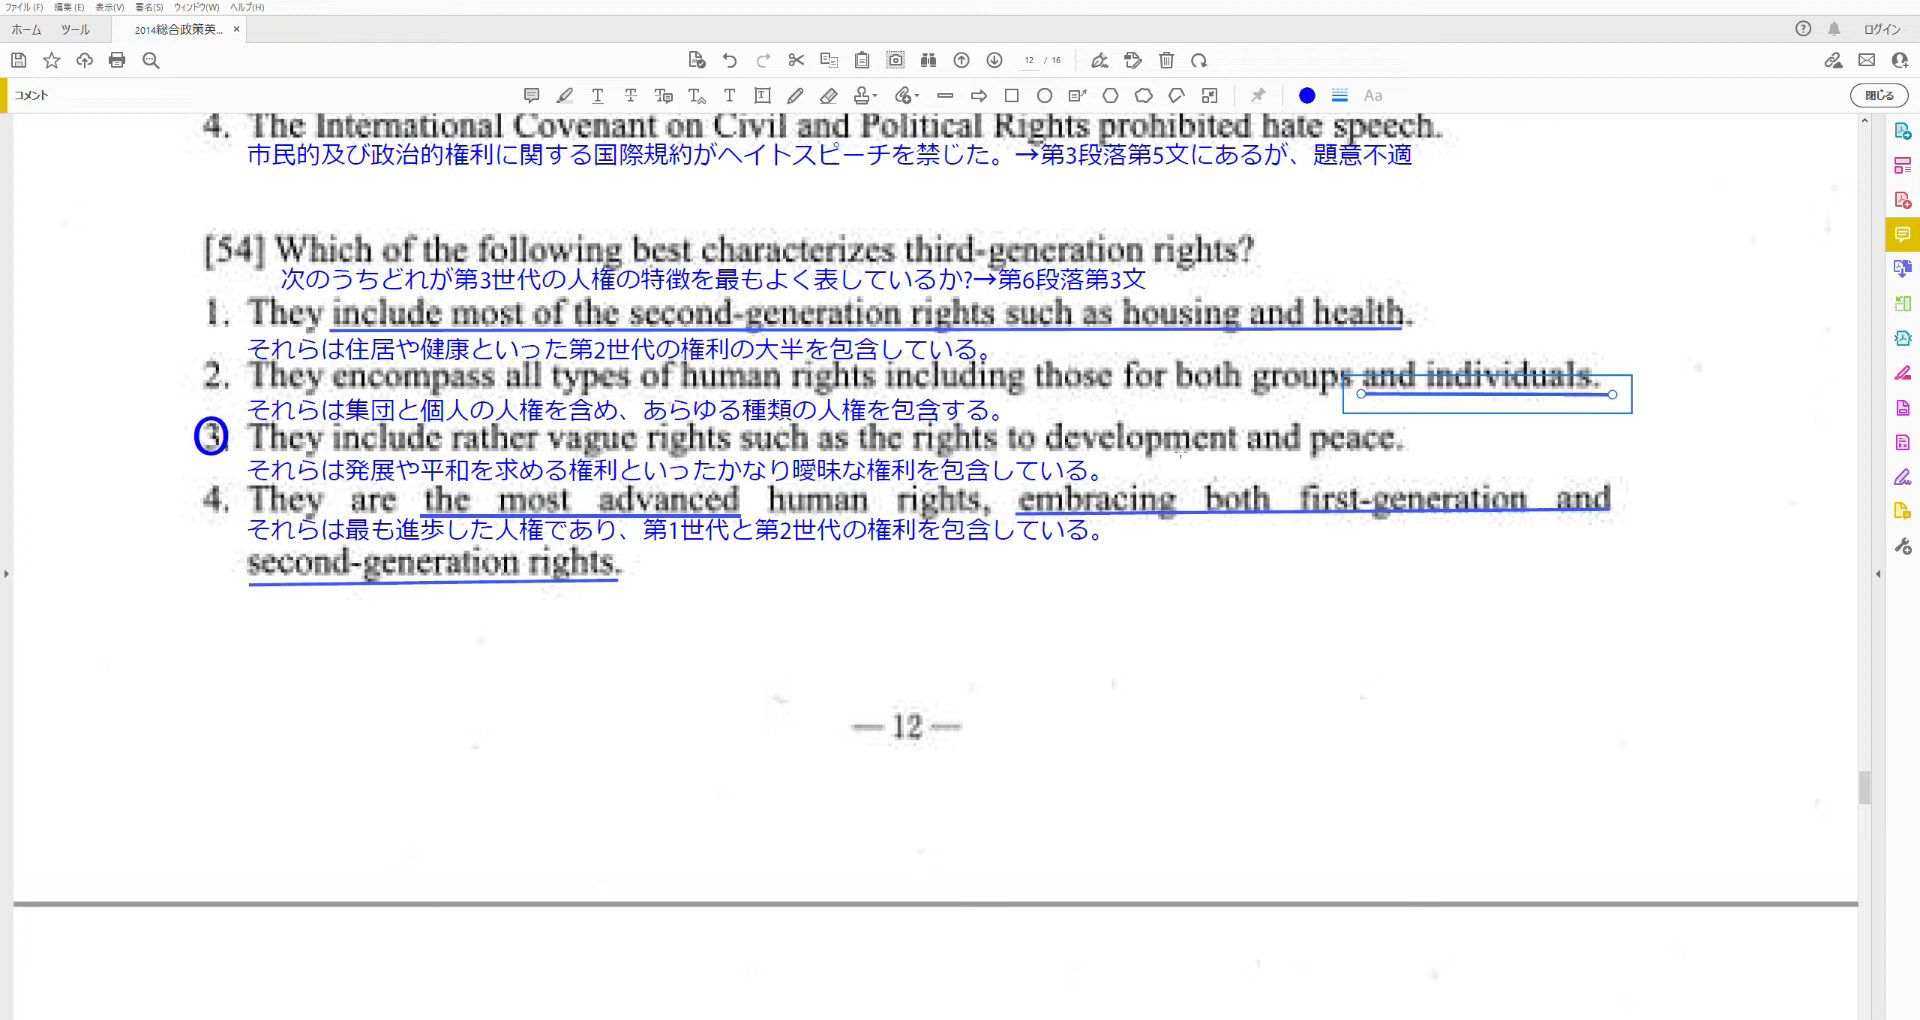 ファイル(F) 編集(E) 表示(V) 署名(S) ウィンドウ(W) ヘルプ(H)
ホーム ツール 2014総合政策英... × ログイン
12 / 16
コメント Aa 閉じる
4. The International Covenant on Civil and Political Rights prohibited hate speech.
市民的及び政治的権利に関する国際規約がヘイトスピーチを禁じた。→第3段落第5文にあるが、題意不適
[54] Which of the following best characterizes third-generation rights?
次のうちどれが第3世代の人権の特徴を最もよく表しているか?→第6段落第3文
1. They include most of the second-generation rights such as housing and health.
それらは住居や健康といった第2世代の権利の大半を包含している。
2. They encompass all types of human rights including those for both groups and individuals.
それらは集団と個人の人権を含め、あらゆる種類の人権を包含する。
3 They include rather vague rights such as the rights to development and peace.
それらは発展や平和を求める権利といったかなり曖昧な権利を包含している。
4. They are the most advanced human rights, embracing both first-generation and
それらは最も進歩した人権であり、第1世代と第2世代の権利を包含している。
second-generation rights.
— 12 —